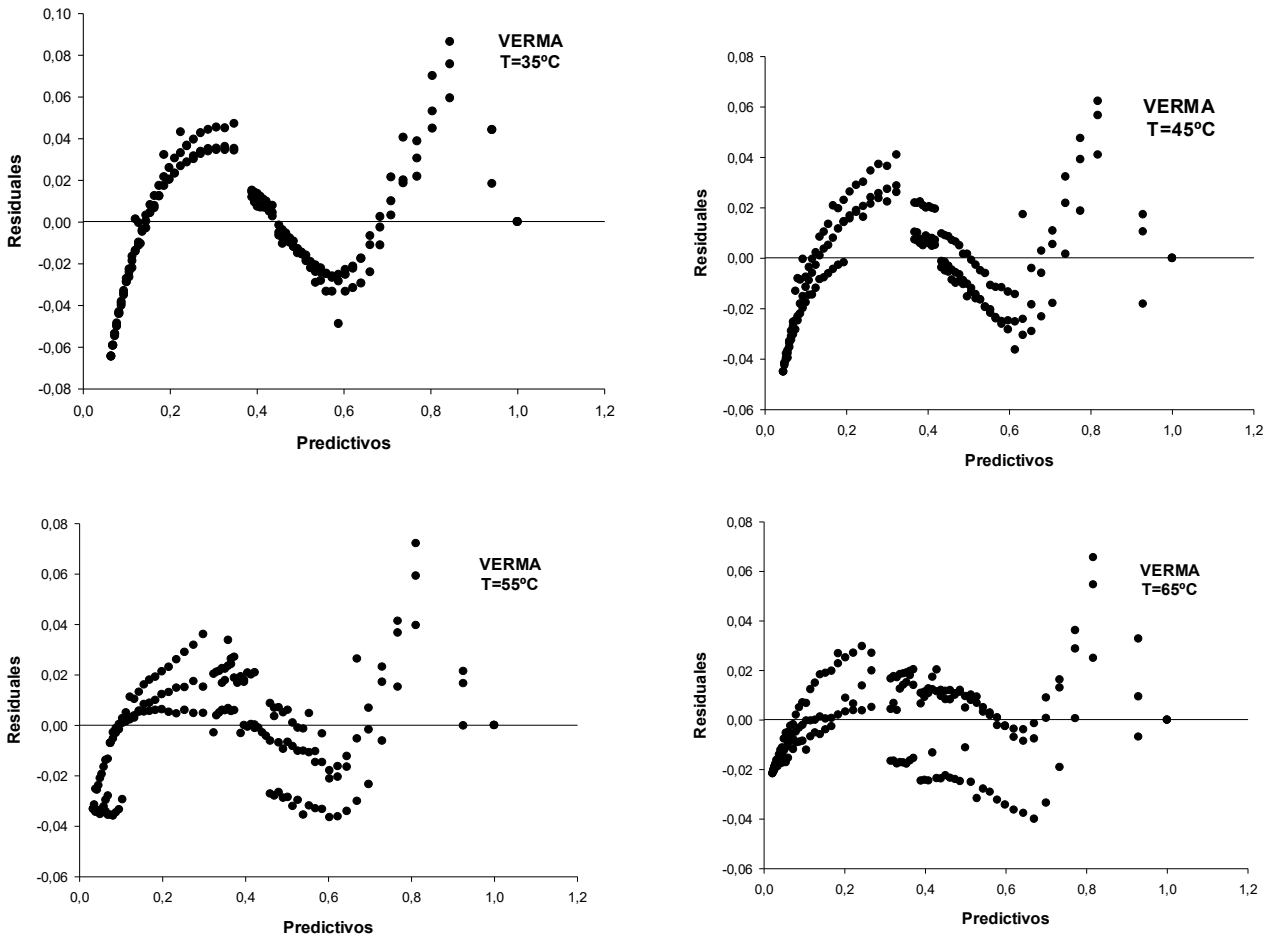 VERMA
T=35ºC
Residuales
0,10
0,08
0,06
0,04
0,02
0,00
-0,02
-0,04
-0,06
-0,08
0,0 0,2 0,4 0,6 0,8 1,0 1,2
Predictivos
VERMA
T=45ºC
Residuales
0,08
0,06
0,04
0,02
0,00
-0,02
-0,04
-0,06
0,0 0,2 0,4 0,6 0,8 1,0 1,2
Predictivos
VERMA
T=55ºC
Residuales
0,08
0,06
0,04
0,02
0,00
-0,02
-0,04
-0,06
0,0 0,2 0,4 0,6 0,8 1,0 1,2
Predictivos
VERMA
T=65ºC
Residuales
0,08
0,06
0,04
0,02
0,00
-0,02
-0,04
-0,06
0,0 0,2 0,4 0,6 0,8 1,0 1,2
Predictivos